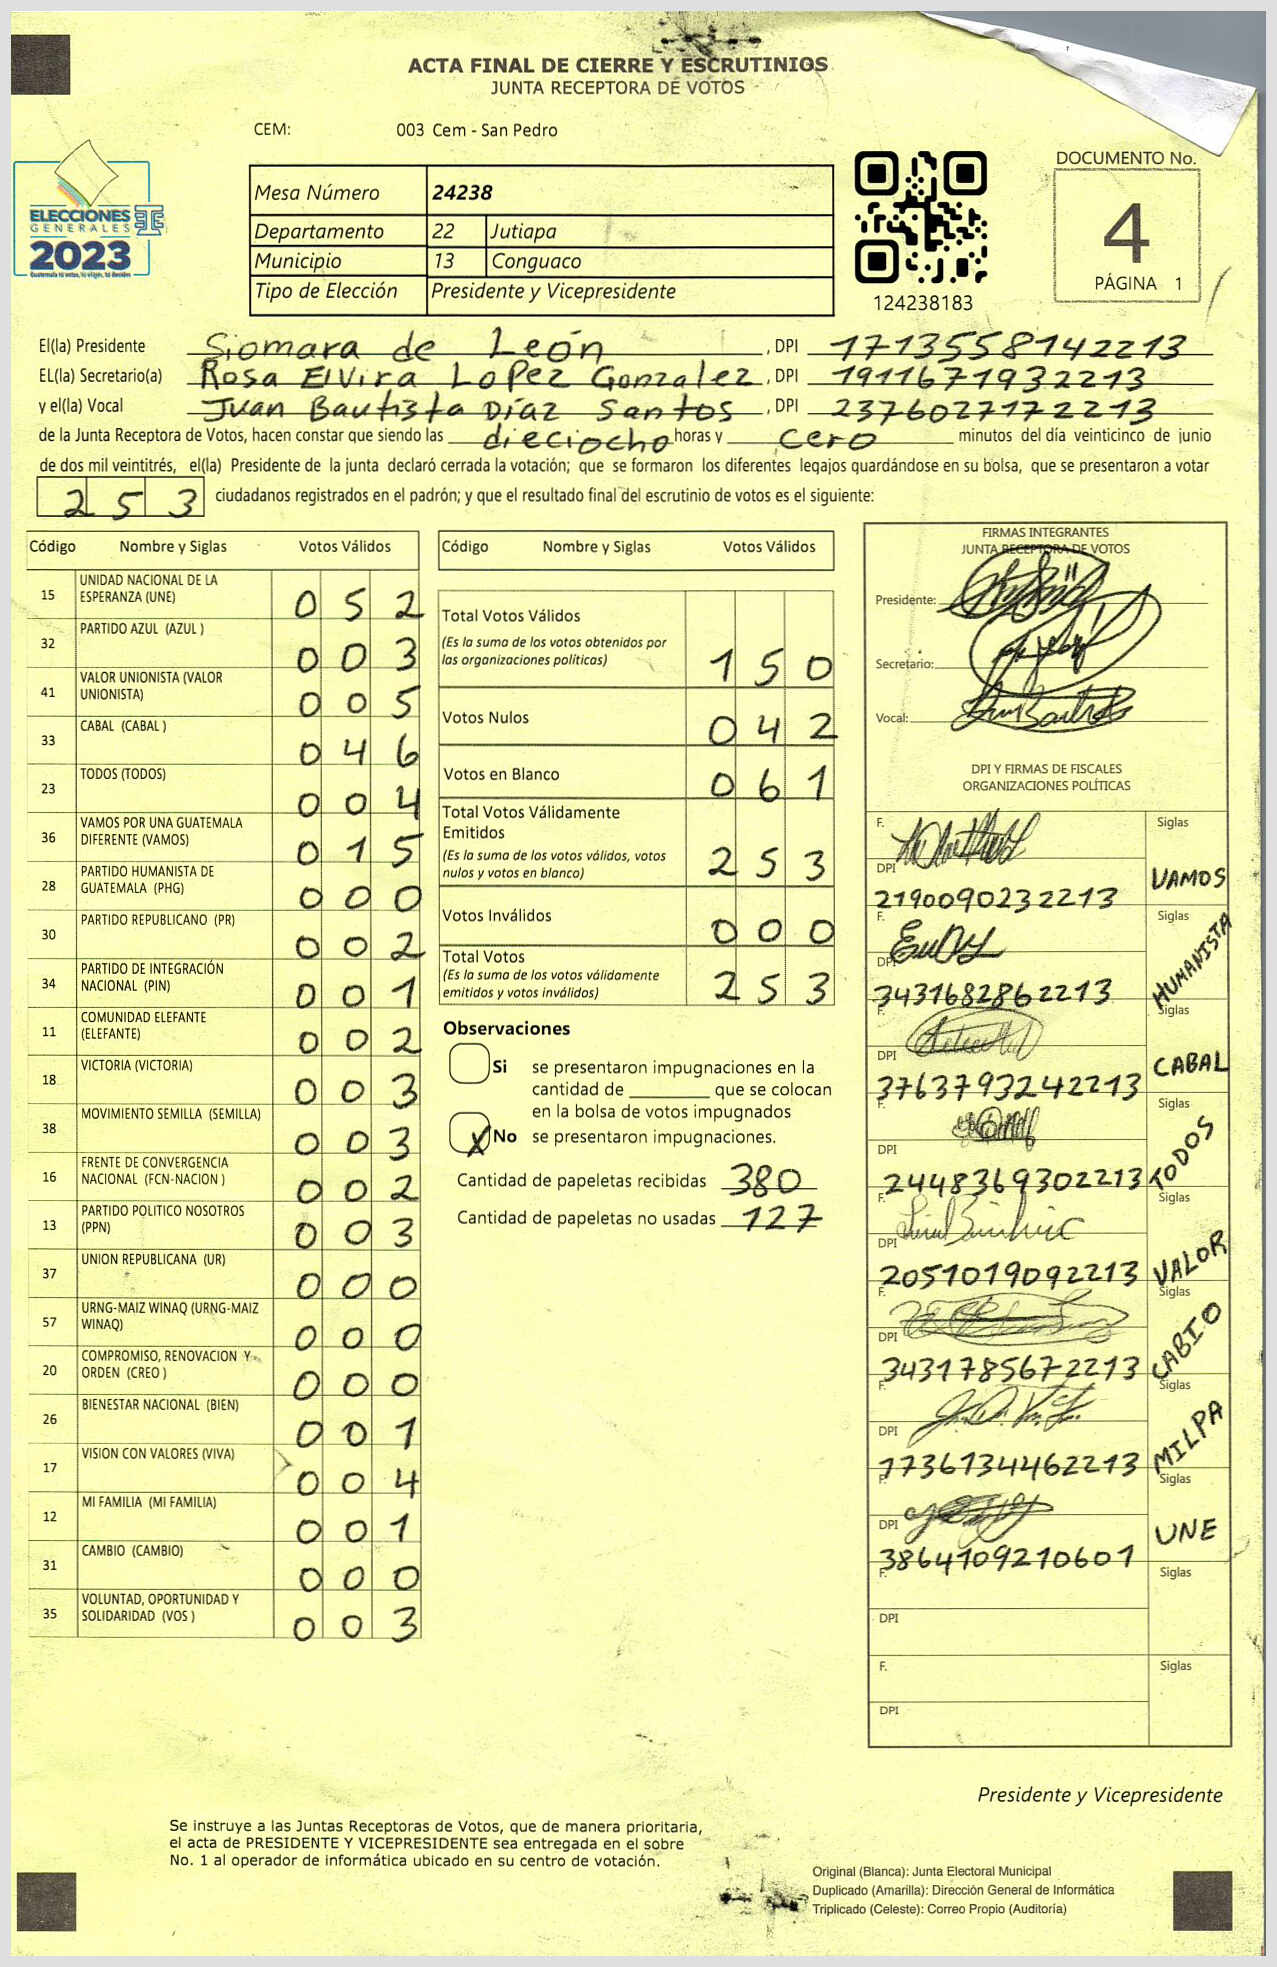 ACTA FINAL DE CIERRE Y ESCRUTINIOS
JUNTA RECEPTORA DE VOTOS
CEM: 003 Cem - San Pedro
ELECCIONES
GENERALES
2023
Mesa Número 24238
Departamento 22 Jutiapa
Municipio 13 Conguaco
Tipo de Elección Presidente y Vicepresidente
124238183
DOCUMENTO No.
4
PÁGINA 1
El(la) Presidente Siomara de León, DPI 1713558142213
EL(la) Secretario(a) Rosa Elvira Lopez Gonzalez, DPI 1911671932213
y el(la) Vocal Juan Bautista Díaz Santos, DPI 2376027172213
de la Junta Receptora de Votos, hacen constar que siendo las dieciocho horas y cero minutos del día veinticinco de junio
de dos mil veintitrés, el(la) Presidente de la junta declaró cerrada la votación; que se formaron los diferentes legajos quardándose en su bolsa, que se presentaron a votar
253 ciudadanos registrados en el padrón; y que el resultado final del escrutinio de votos es el siguiente:
Código Nombre y Siglas Votos Válidos
15 UNIDAD NACIONAL DE LA ESPERANZA (UNE) 052
32 PARTIDO AZUL (AZUL ) 003
41 VALOR UNIONISTA (VALOR UNIONISTA) 005
33 CABAL (CABAL ) 046
23 TODOS (TODOS) 004
36 VAMOS POR UNA GUATEMALA DIFERENTE (VAMOS) 015
28 PARTIDO HUMANISTA DE GUATEMALA (PHG) 000
30 PARTIDO REPUBLICANO (PR) 002
34 PARTIDO DE INTEGRACIÓN NACIONAL (PIN) 001
11 COMUNIDAD ELEFANTE (ELEFANTE) 002
18 VICTORIA (VICTORIA) 003
38 MOVIMIENTO SEMILLA (SEMILLA) 003
16 FRENTE DE CONVERGENCIA NACIONAL (FCN-NACION ) 002
13 PARTIDO POLITICO NOSOTROS (PPN) 003
37 UNION REPUBLICANA (UR) 000
57 URNG-MAIZ WINAQ (URNG-MAIZ WINAQ) 000
20 COMPROMISO, RENOVACION Y ORDEN (CREO ) 000
26 BIENESTAR NACIONAL (BIEN) 001
17 VISION CON VALORES (VIVA) 004
12 MI FAMILIA (MI FAMILIA) 001
31 CAMBIO (CAMBIO) 000
35 VOLUNTAD, OPORTUNIDAD Y SOLIDARIDAD (VOS ) 003
Código Nombre y Siglas Votos Válidos
Total Votos Válidos
(Es la suma de los votos obtenidos por
las organizaciones políticas) 150
Votos Nulos 042
Votos en Blanco 061
Total Votos Válidamente
Emitidos
(Es la suma de los votos válidos, votos
nulos y votos en blanco) 253
Votos Inválidos 000
Total Votos
(Es la suma de los votos válidamente
emitidos y votos inválidos) 253
Observaciones
Si se presentaron impugnaciones en la
cantidad de ________ que se colocan
en la bolsa de votos impugnados
X No se presentaron impugnaciones.
Cantidad de papeletas recibidas 380
Cantidad de papeletas no usadas 127
FIRMAS INTEGRANTES
JUNTA RECEPTORA DE VOTOS
Presidente:
Secretario:
Vocal:
DPI Y FIRMAS DE FISCALES
ORGANIZACIONES POLÍTICAS
F. Siglas
DPI 2190090232213 VAMOS
F. Siglas
DPI 3431682862213 HUMANISTA
F. Siglas
DPI 3763793242213 CABAL
F. Siglas
DPI 2448369302213 TODOS
F. Siglas
DPI 2051019092213 VALOR
F. Siglas
DPI 3431785672213 CABIO
F. Siglas
DPI 1736134462213 MILPA
F. Siglas
DPI 3864109210601 UNE
F. Siglas
DPI
F. Siglas
DPI
Presidente y Vicepresidente
Se instruye a las Juntas Receptoras de Votos, que de manera prioritaria,
el acta de PRESIDENTE Y VICEPRESIDENTE sea entregada en el sobre
No. 1 al operador de informática ubicado en su centro de votación.
Original (Blanca): Junta Electoral Municipal
Duplicado (Amarilla): Dirección General de Informática
Triplicado (Celeste): Correo Propio (Auditoría)